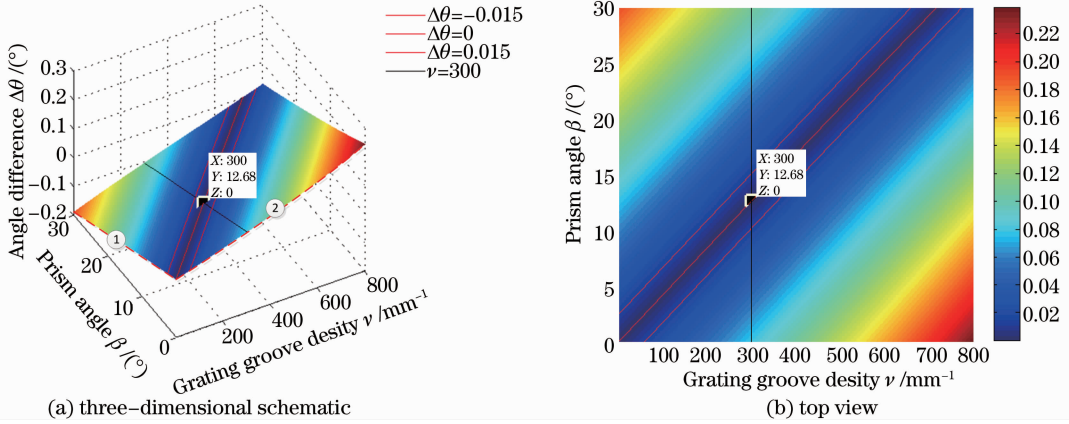 Δθ=−0.015
Δθ=0
Δθ=0.015
ν=300
Angle difference Δθ /(°)
0.3
0.2
0.1
0
−0.1
−0.2
30
20
10
0
Prism angle β /(°)
200
400
600
800
Grating groove desity ν /mm⁻¹
X: 300
Y: 12.68
Z: 0
1
2
(a) three−dimensional schematic
Prism angle β /(°)
30
25
20
15
10
5
0
100 200 300 400 500 600 700 800
Grating groove desity ν /mm⁻¹
X: 300
Y: 12.68
Z: 0
0.22
0.20
0.18
0.16
0.14
0.12
0.10
0.08
0.06
0.04
0.02
(b) top view